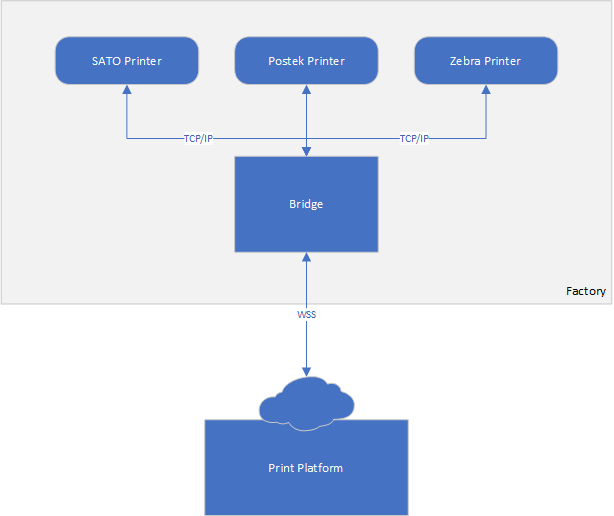 SATO Printer
Postek Printer
Zebra Printer
TCP/IP
TCP/IP
Bridge
Factory
WSS
Print Platform